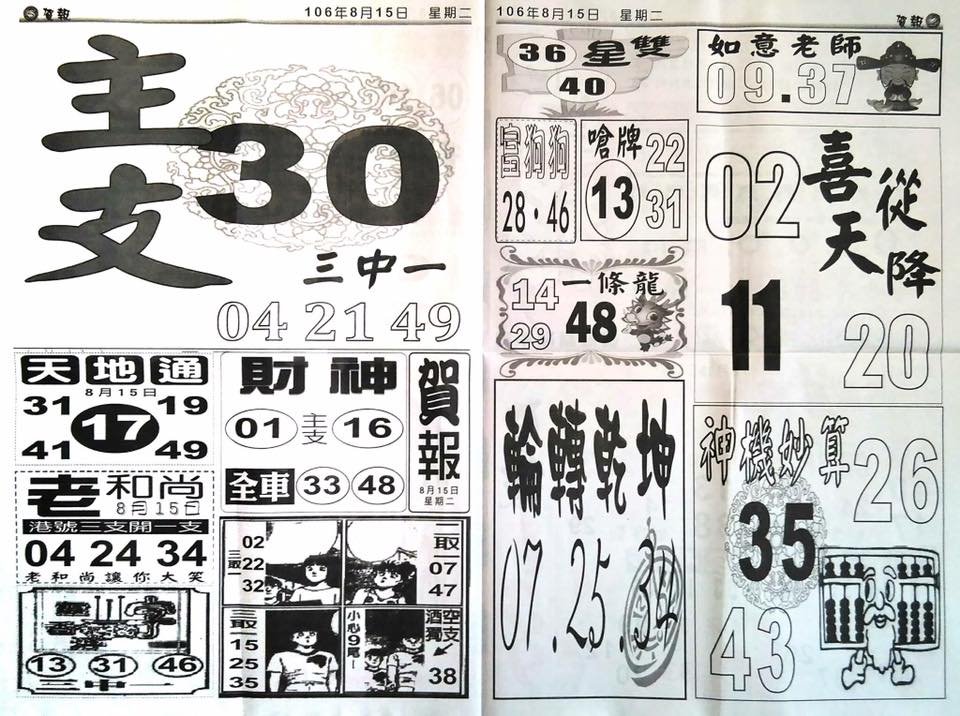 賀報
106年8月15日 星期二
主支
30
三中一
04 21 49
天地通
8月15日
31 19
17
41 49
老和尚
8月15日
港號三支開一支
04 24 34
老和尚讓你大笑
13 31 46
三中一
財神
01 主支 16
全車 33 48
賀報
8月15日
星期二
三取一
02
22
32
二取一
07
47
三取一
15
25
35
小心9尾!
空支
酒獨
38
106年8月15日 星期二
賀報
36 星雙
40
如意老師
09.37
富狗狗
28·46
嗆牌
13
22
31
一條龍
14
29
48
喜從天降
02
11
20
輪轉乾坤
07.25.34
神機妙算
26
35
43